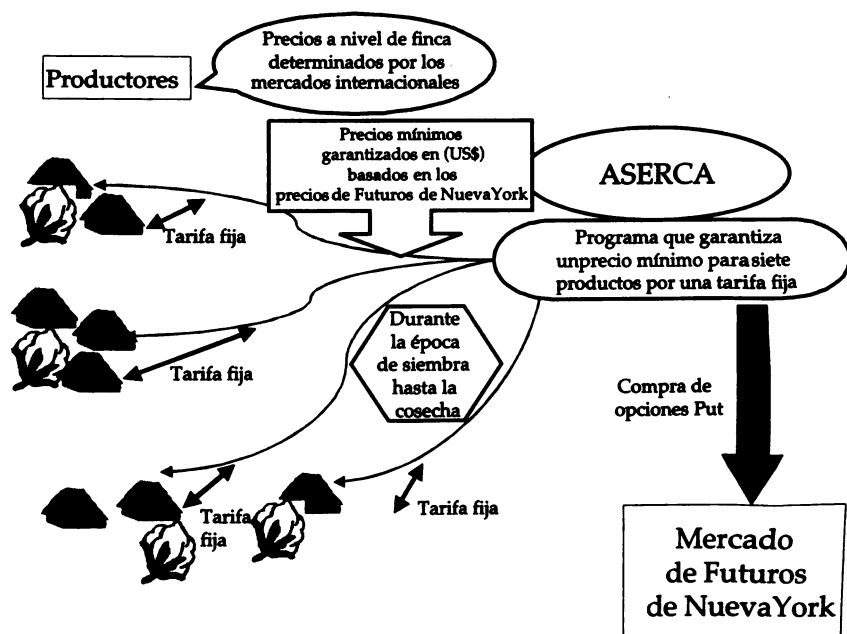 Precios a nivel de finca
determinados por los
mercados internacionales
Productores
Precios mínimos
garantizados en (US$)
basados en los
precios de Futuros de NuevaYork
ASERCA
Programa que garantiza
unprecio mínimo parasiete
productos por una tarifa fija
Tarifa fija
Tarifa fija
Durante
la época
de siembra
hasta la
cosecha
Compra de
opciones Put
Tarifa
fija
Tarifa fija
Mercado
de Futuros
de NuevaYork